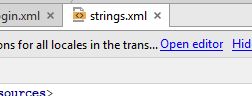 gin.xml strings.xml
ons for all locales in the trans... Open editor Hid
sources>